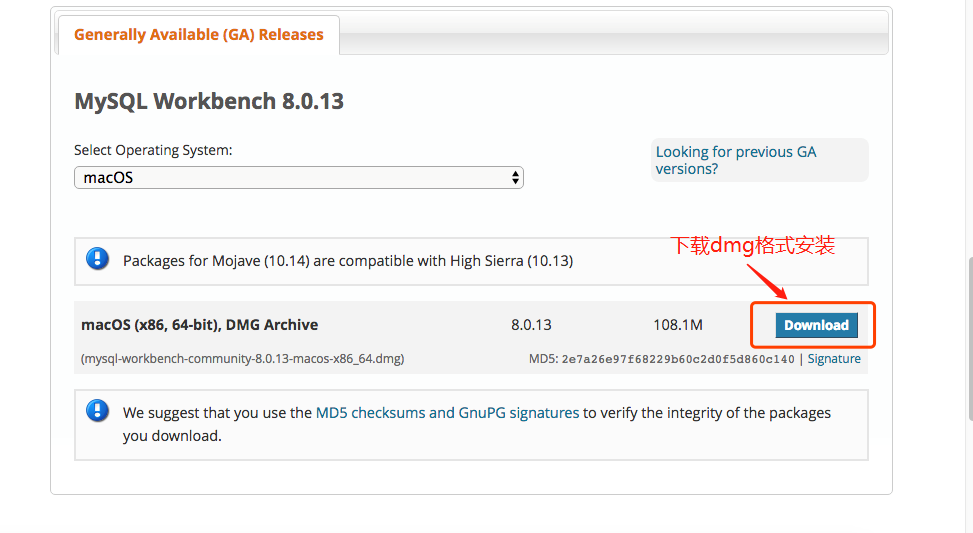 Generally Available (GA) Releases
MySQL Workbench 8.0.13
Select Operating System:
macOS
Looking for previous GA
versions?
下载dmg格式安装
Packages for Mojave (10.14) are compatible with High Sierra (10.13)
macOS (x86, 64-bit), DMG Archive 8.0.13 108.1M Download
(mysql-workbench-community-8.0.13-macos-x86_64.dmg) MD5: 2e7a26e97f68229b60c2d0f5d860c140 | Signature
We suggest that you use the MD5 checksums and GnuPG signatures to verify the integrity of the packages
you download.